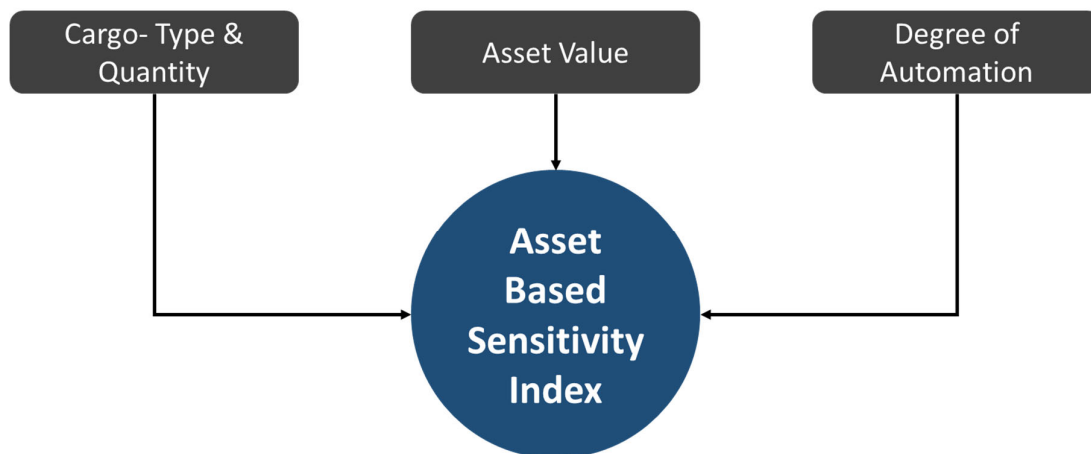 Cargo- Type &
Quantity
Asset Value
Degree of
Automation
Asset
Based
Sensitivity
Index